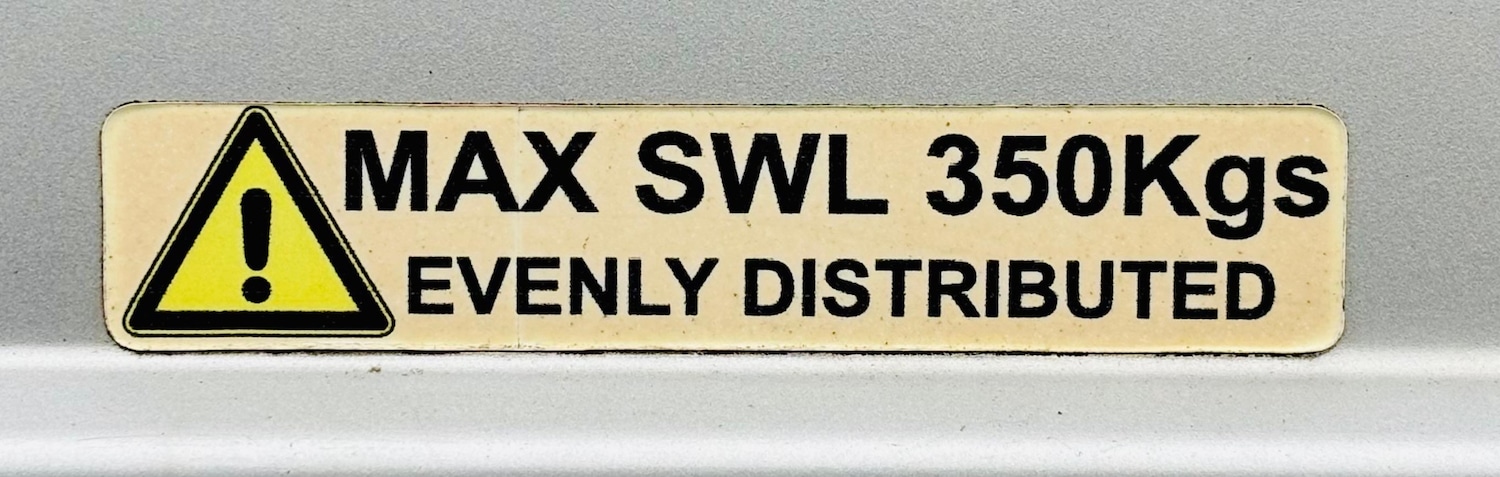 MAX SWL 350Kgs
EVENLY DISTRIBUTED